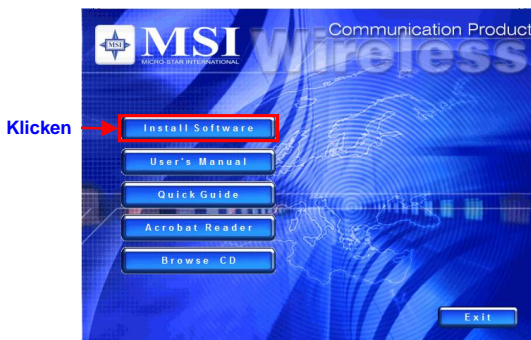 Communication Product
MSI
MSI
MICRO-STAR INTERNATIONAL
Wireless
Klicken
Install Software
User's Manual
Quick Guide
Acrobat Reader
Browse CD
Exit